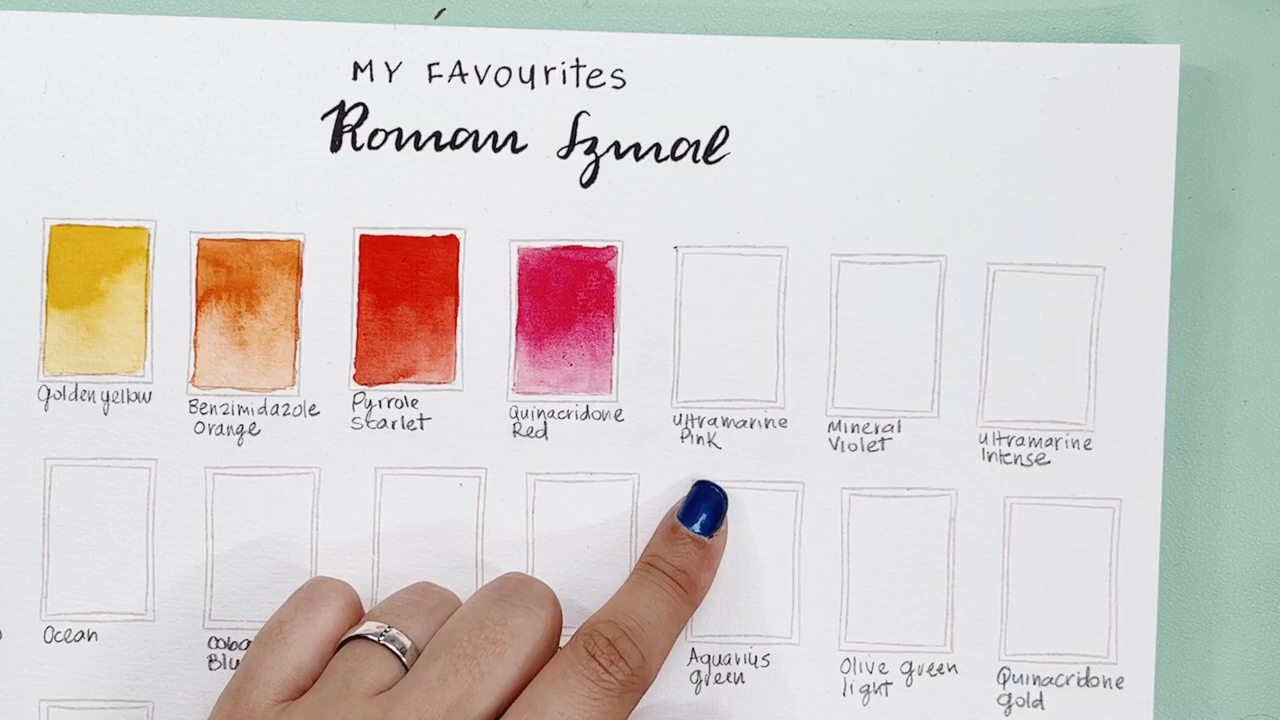 MY FAVOURITES
Roman Szmal
Golden yellow
Benzimidazole
Orange
Pyrrole
Scarlet
Quinacridone
Red
Ultramarine
Pink
Mineral
Violet
Ultramarine
Intense
Ocean
Aquarius
green
Olive green
light
Quinacridone
gold